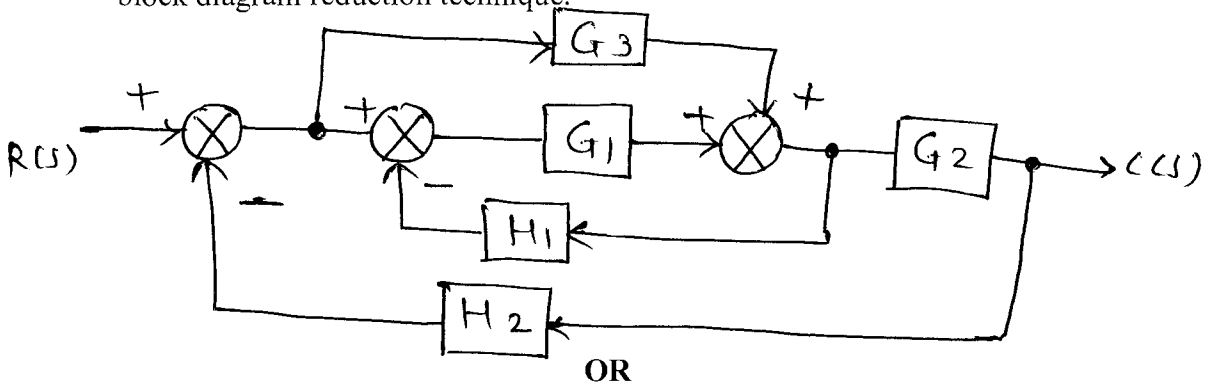 block diagram reduction technique.
G3
+ + +
R(S) G1 G2 C(S)
− −
H1
H2
OR